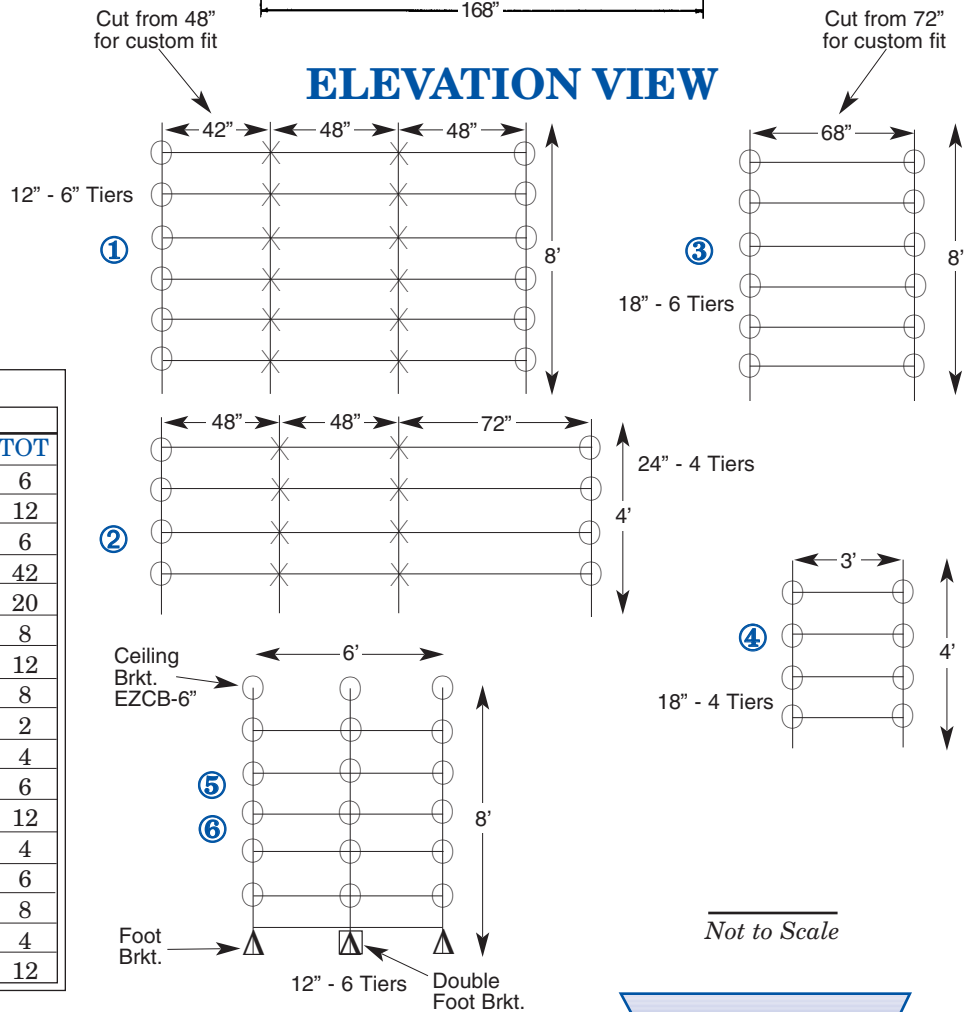 168”
Cut from 48”
for custom fit
Cut from 72”
for custom fit
ELEVATION VIEW
42” 48” 48”
12” - 6” Tiers
①
8’
68”
③
8’
18” - 6 Tiers
48” 48” 72”
24” - 4 Tiers
②
4’
3’
④
4’
18” - 4 Tiers
TOT
6
12
6
42
20
8
12
8
2
4
6
12
4
6
8
4
12
6’
Ceiling
Brkt.
EZCB-6”
⑤
⑥
8’
Foot
Brkt.
12” - 6 Tiers
Double
Foot Brkt.
Not to Scale